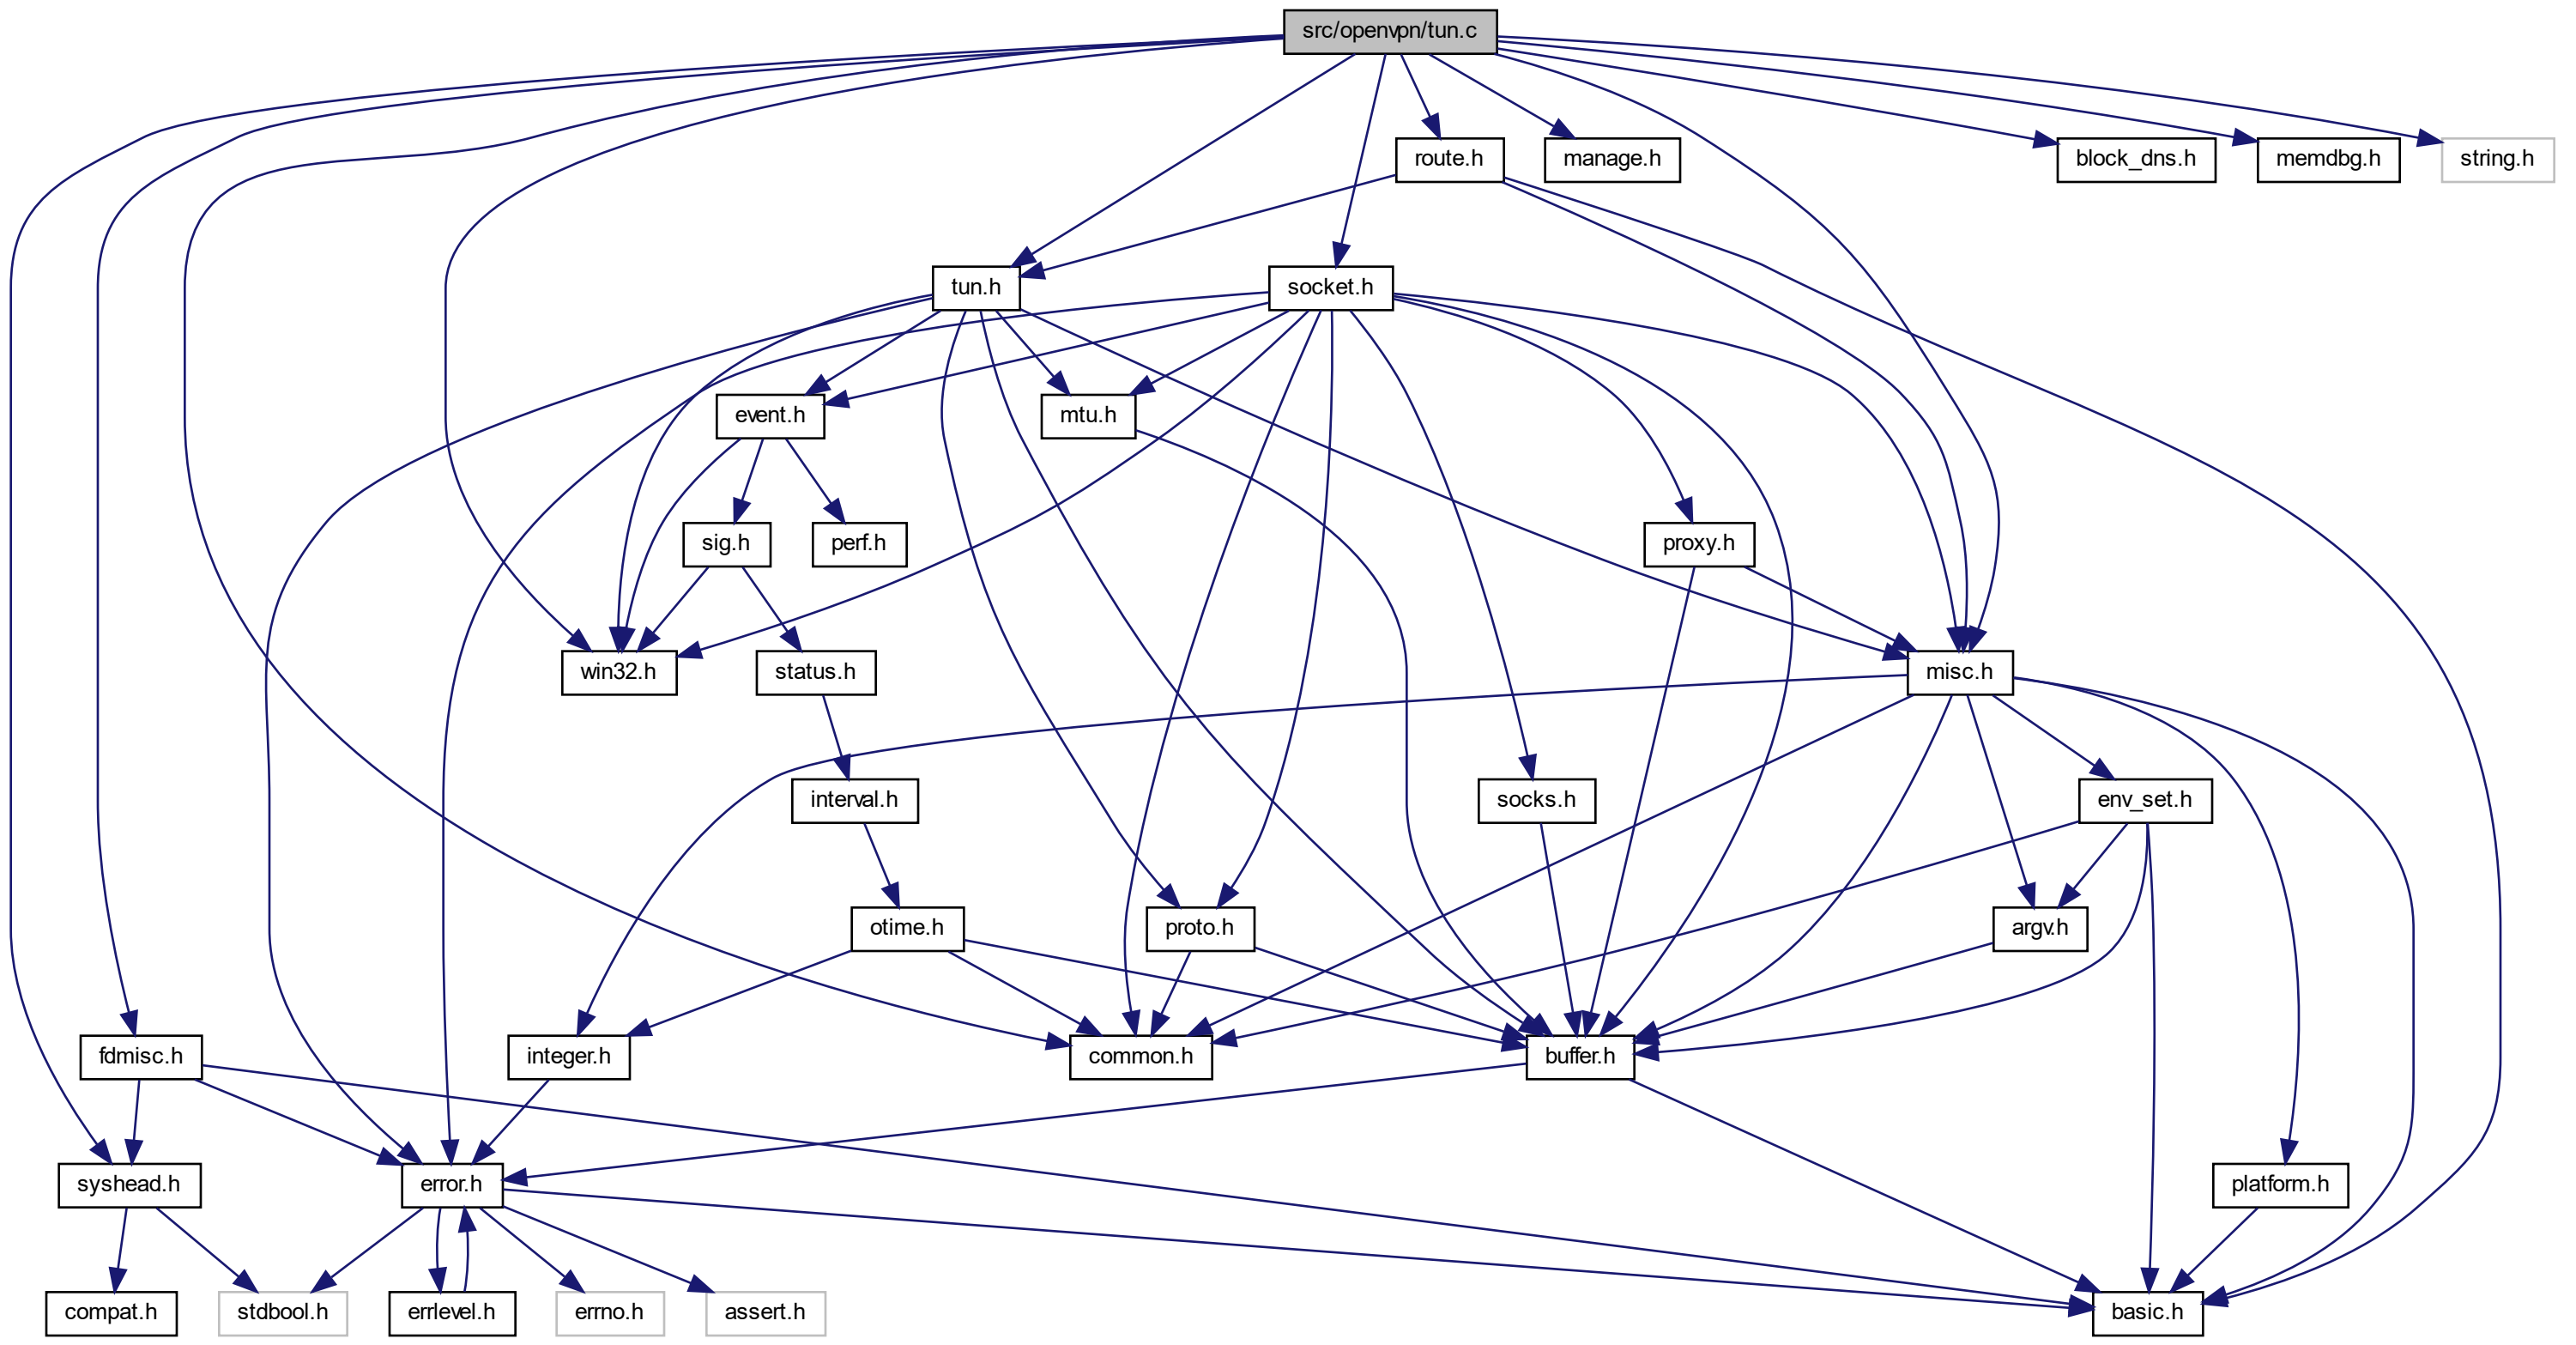 src/openvpn/tun.c
route.h
manage.h
block_dns.h
memdbg.h
string.h
tun.h
socket.h
event.h
mtu.h
sig.h
perf.h
proxy.h
win32.h
status.h
misc.h
interval.h
socks.h
env_set.h
otime.h
proto.h
argv.h
fdmisc.h
integer.h
common.h
buffer.h
syshead.h
error.h
platform.h
compat.h
stdbool.h
errlevel.h
errno.h
assert.h
basic.h